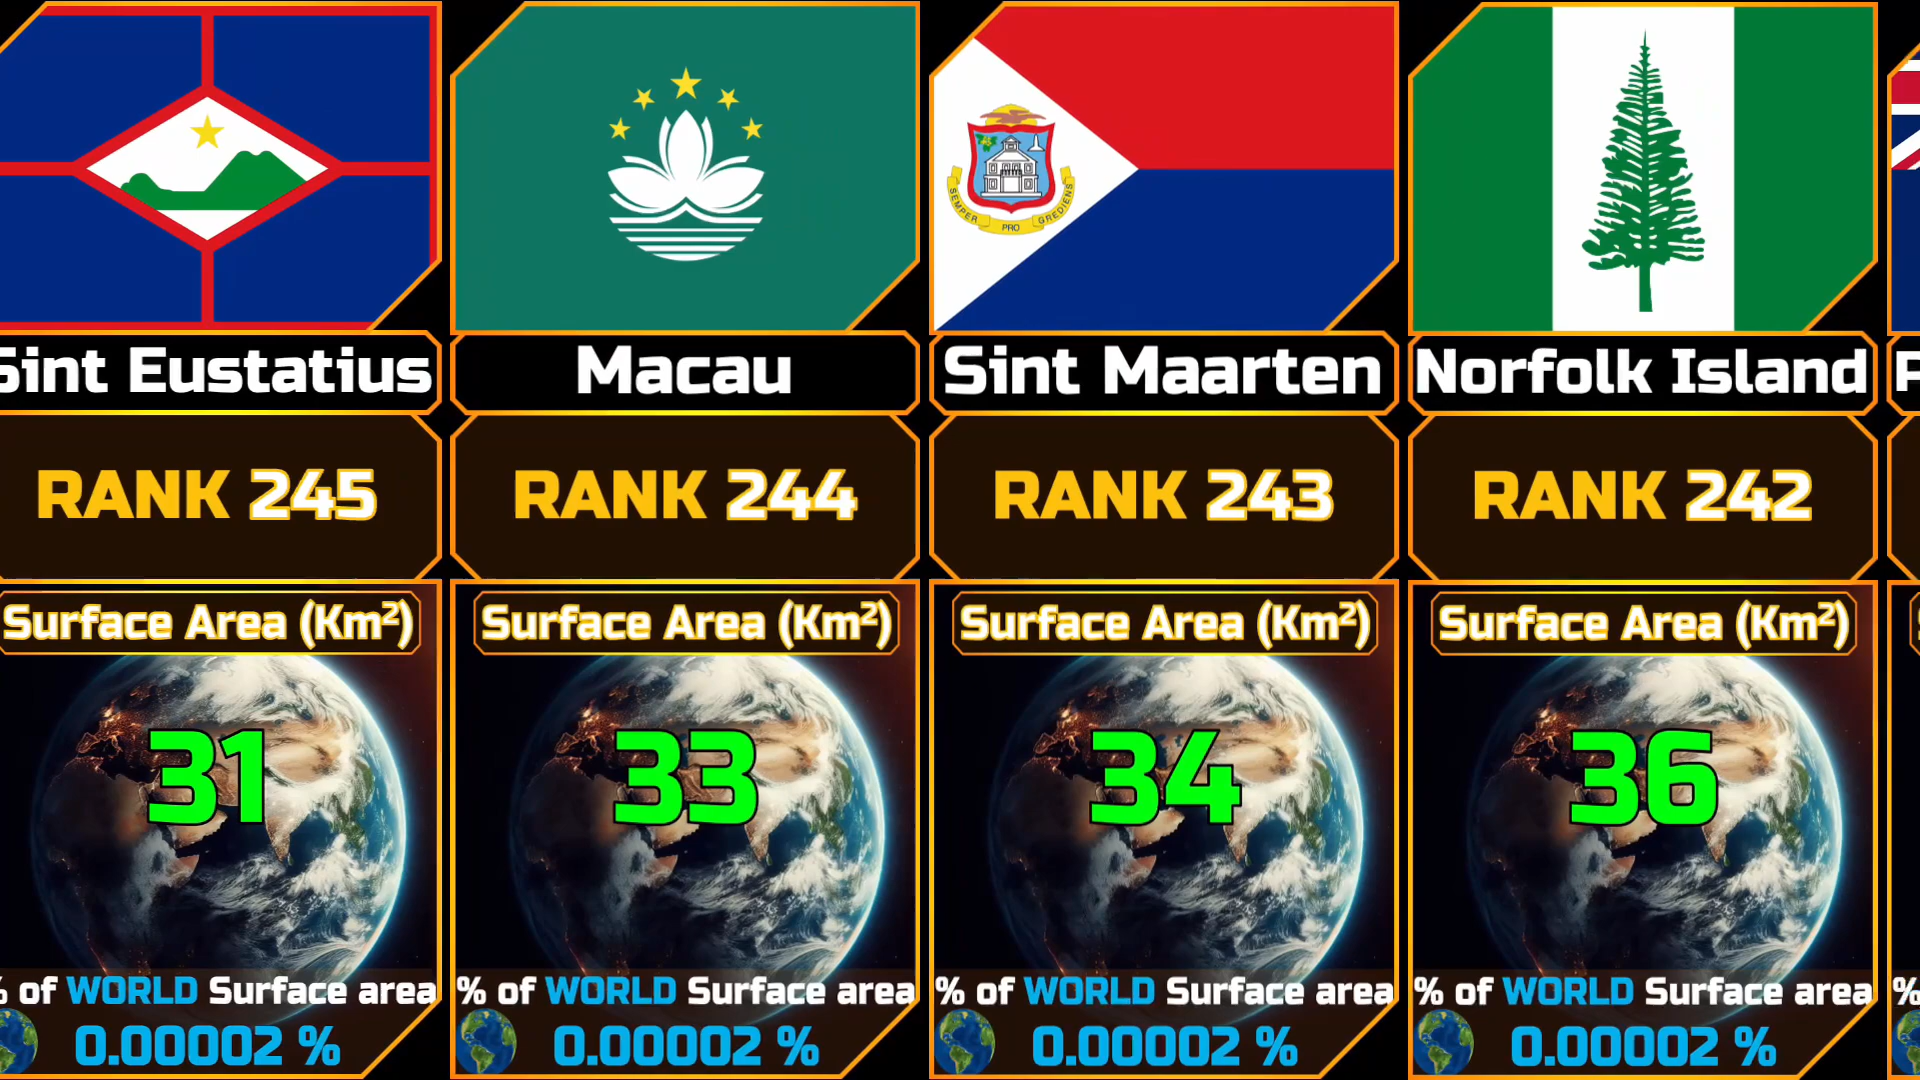 SEMPER PRO GREDIENS
Sint Eustatius
Macau
Sint Maarten
Norfolk Island
RANK 245
RANK 244
RANK 243
RANK 242
Surface Area (Km²)
Surface Area (Km²)
Surface Area (Km²)
Surface Area (Km²)
31
33
34
36
% of WORLD Surface area
% of WORLD Surface area
% of WORLD Surface area
% of WORLD Surface area
%
0.00002 %
0.00002 %
0.00002 %
0.00002 %